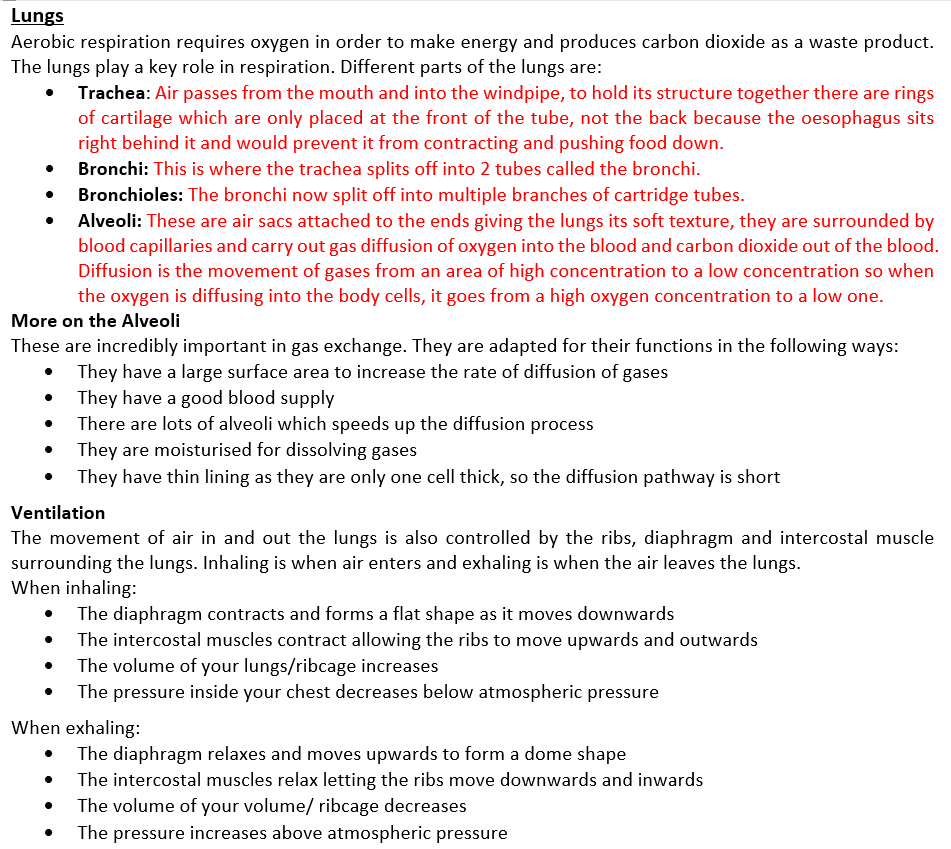 Lungs
Aerobic respiration requires oxygen in order to make energy and produces carbon dioxide as a waste product.
The lungs play a key role in respiration. Different parts of the lungs are:
• Trachea: Air passes from the mouth and into the windpipe, to hold its structure together there are rings
of cartilage which are only placed at the front of the tube, not the back because the oesophagus sits
right behind it and would prevent it from contracting and pushing food down.
• Bronchi: This is where the trachea splits off into 2 tubes called the bronchi.
• Bronchioles: The bronchi now split off into multiple branches of cartridge tubes.
• Alveoli: These are air sacs attached to the ends giving the lungs its soft texture, they are surrounded by
blood capillaries and carry out gas diffusion of oxygen into the blood and carbon dioxide out of the blood.
Diffusion is the movement of gases from an area of high concentration to a low concentration so when
the oxygen is diffusing into the body cells, it goes from a high oxygen concentration to a low one.
More on the Alveoli
These are incredibly important in gas exchange. They are adapted for their functions in the following ways:
• They have a large surface area to increase the rate of diffusion of gases
• They have a good blood supply
• There are lots of alveoli which speeds up the diffusion process
• They are moisturised for dissolving gases
• They have thin lining as they are only one cell thick, so the diffusion pathway is short
Ventilation
The movement of air in and out the lungs is also controlled by the ribs, diaphragm and intercostal muscle
surrounding the lungs. Inhaling is when air enters and exhaling is when the air leaves the lungs.
When inhaling:
• The diaphragm contracts and forms a flat shape as it moves downwards
• The intercostal muscles contract allowing the ribs to move upwards and outwards
• The volume of your lungs/ribcage increases
• The pressure inside your chest decreases below atmospheric pressure
When exhaling:
• The diaphragm relaxes and moves upwards to form a dome shape
• The intercostal muscles relax letting the ribs move downwards and inwards
• The volume of your volume/ ribcage decreases
• The pressure increases above atmospheric pressure